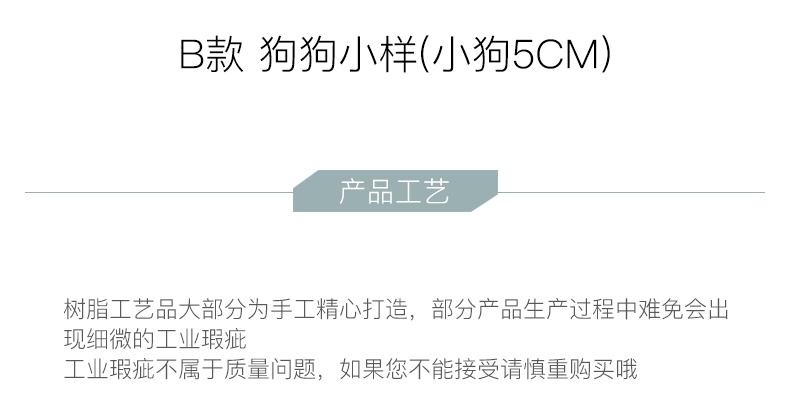 B款 狗狗小样(小狗5CM)
产品工艺
树脂工艺品大部分为手工精心打造，部分产品生产过程中难免会出
现细微的工业瑕疵
工业瑕疵不属于质量问题，如果您不能接受请慎重购买哦